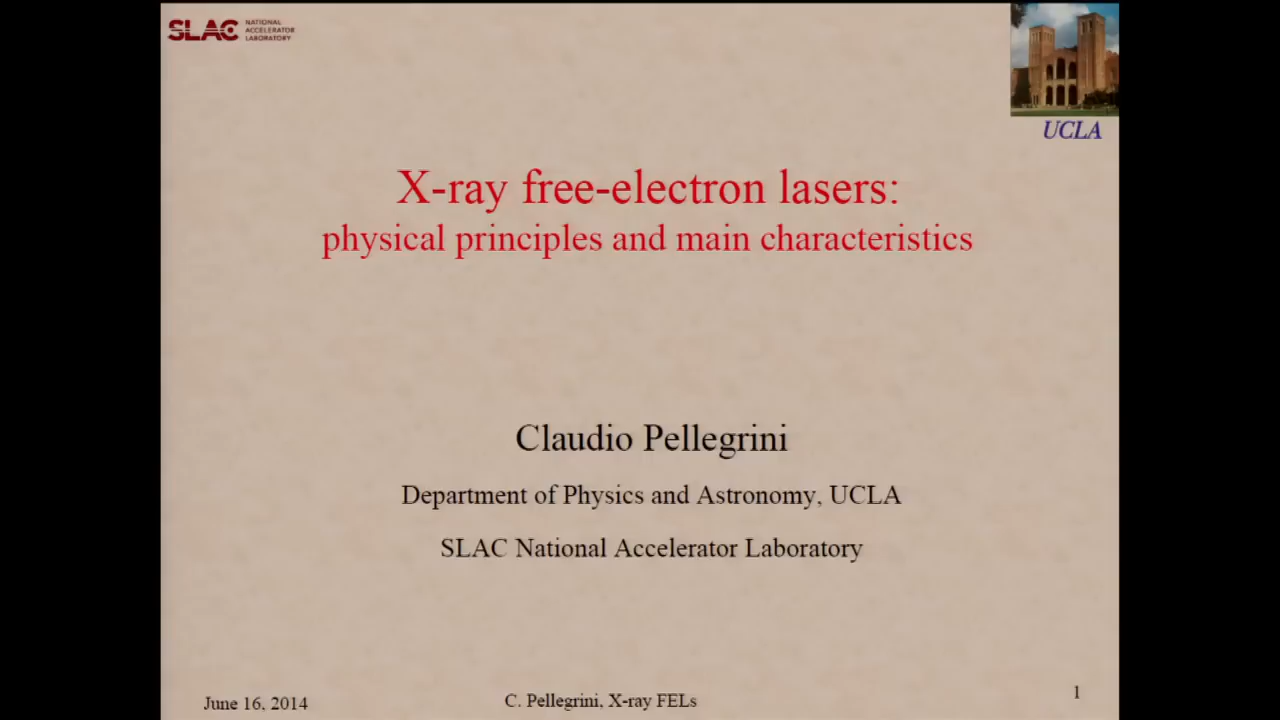 SLAC
NATIONAL
ACCELERATOR
LABORATORY
UCLA
X-ray free-electron lasers:
physical principles and main characteristics
Claudio Pellegrini
Department of Physics and Astronomy, UCLA
SLAC National Accelerator Laboratory
June 16, 2014
C. Pellegrini, X-ray FELs
1